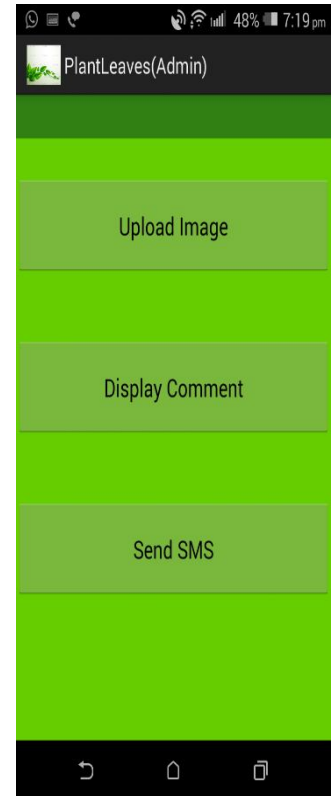 48% 7:19 pm
PlantLeaves(Admin)
Upload Image
Display Comment
Send SMS